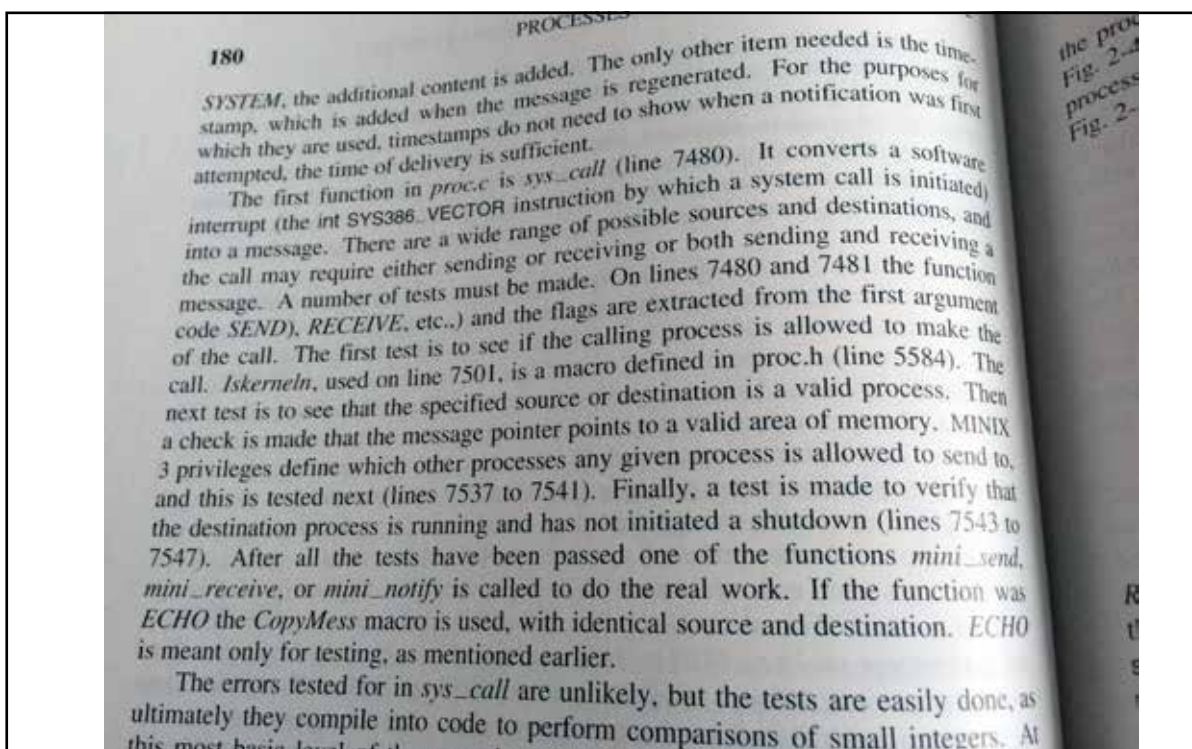 PROCESSES
180
SYSTEM, the additional content is added. The only other item needed is the time-
stamp, which is added when the message is regenerated. For the purposes for
which they are used, timestamps do not need to show when a notification was first
attempted, the time of delivery is sufficient.
The first function in proc.c is sys_call (line 7480). It converts a software
interrupt (the int SYS386_VECTOR instruction by which a system call is initiated)
into a message. There are a wide range of possible sources and destinations, and
the call may require either sending or receiving or both sending and receiving a
message. A number of tests must be made. On lines 7480 and 7481 the function
code SEND), RECEIVE, etc..) and the flags are extracted from the first argument
of the call. The first test is to see if the calling process is allowed to make the
call. Iskerneln, used on line 7501, is a macro defined in proc.h (line 5584). The
next test is to see that the specified source or destination is a valid process. Then
a check is made that the message pointer points to a valid area of memory. MINIX
3 privileges define which other processes any given process is allowed to send to,
and this is tested next (lines 7537 to 7541). Finally, a test is made to verify that
the destination process is running and has not initiated a shutdown (lines 7543 to
7547). After all the tests have been passed one of the functions mini_send,
mini_receive, or mini_notify is called to do the real work. If the function was
ECHO the CopyMess macro is used, with identical source and destination. ECHO
is meant only for testing, as mentioned earlier.
The errors tested for in sys_call are unlikely, but the tests are easily done, as
ultimately they compile into code to perform comparisons of small integers. At
this most basic level of the
the
Fig.
process
Fig.